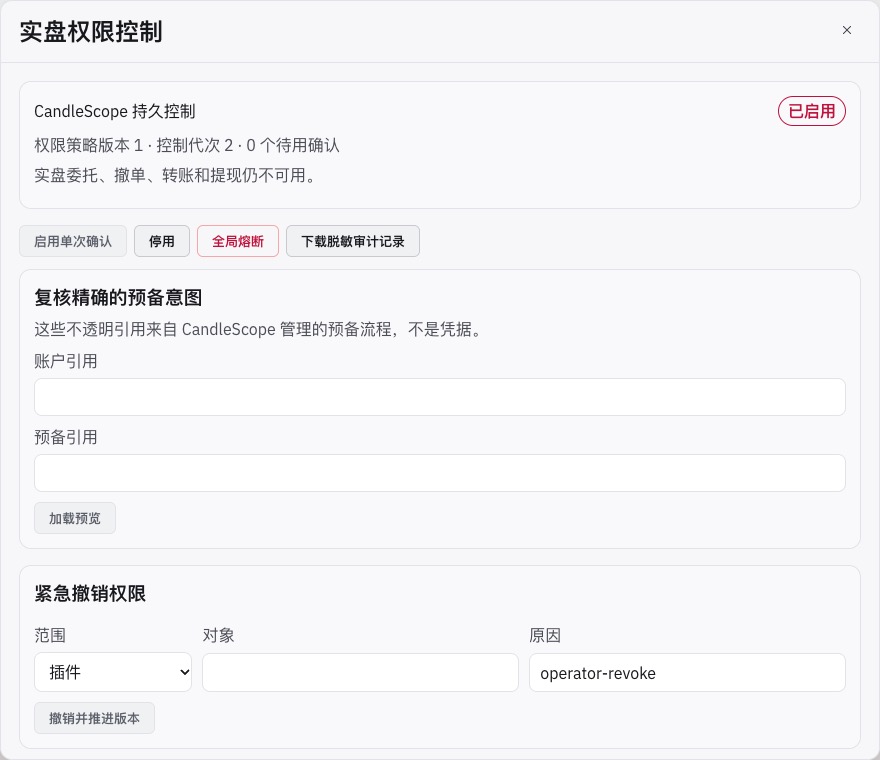 实盘权限控制
×
CandleScope 持久控制
已启用
权限策略版本 1 · 控制代次 2 · 0 个待用确认
实盘委托、撤单、转账和提现仍不可用。
启用单次确认 停用 全局熔断 下载脱敏审计记录
复核精确的预备意图
这些不透明引用来自 CandleScope 管理的预备流程，不是凭据。
账户引用
预备引用
加载预览
紧急撤销权限
范围 对象 原因
插件 operator-revoke
撤销并推进版本